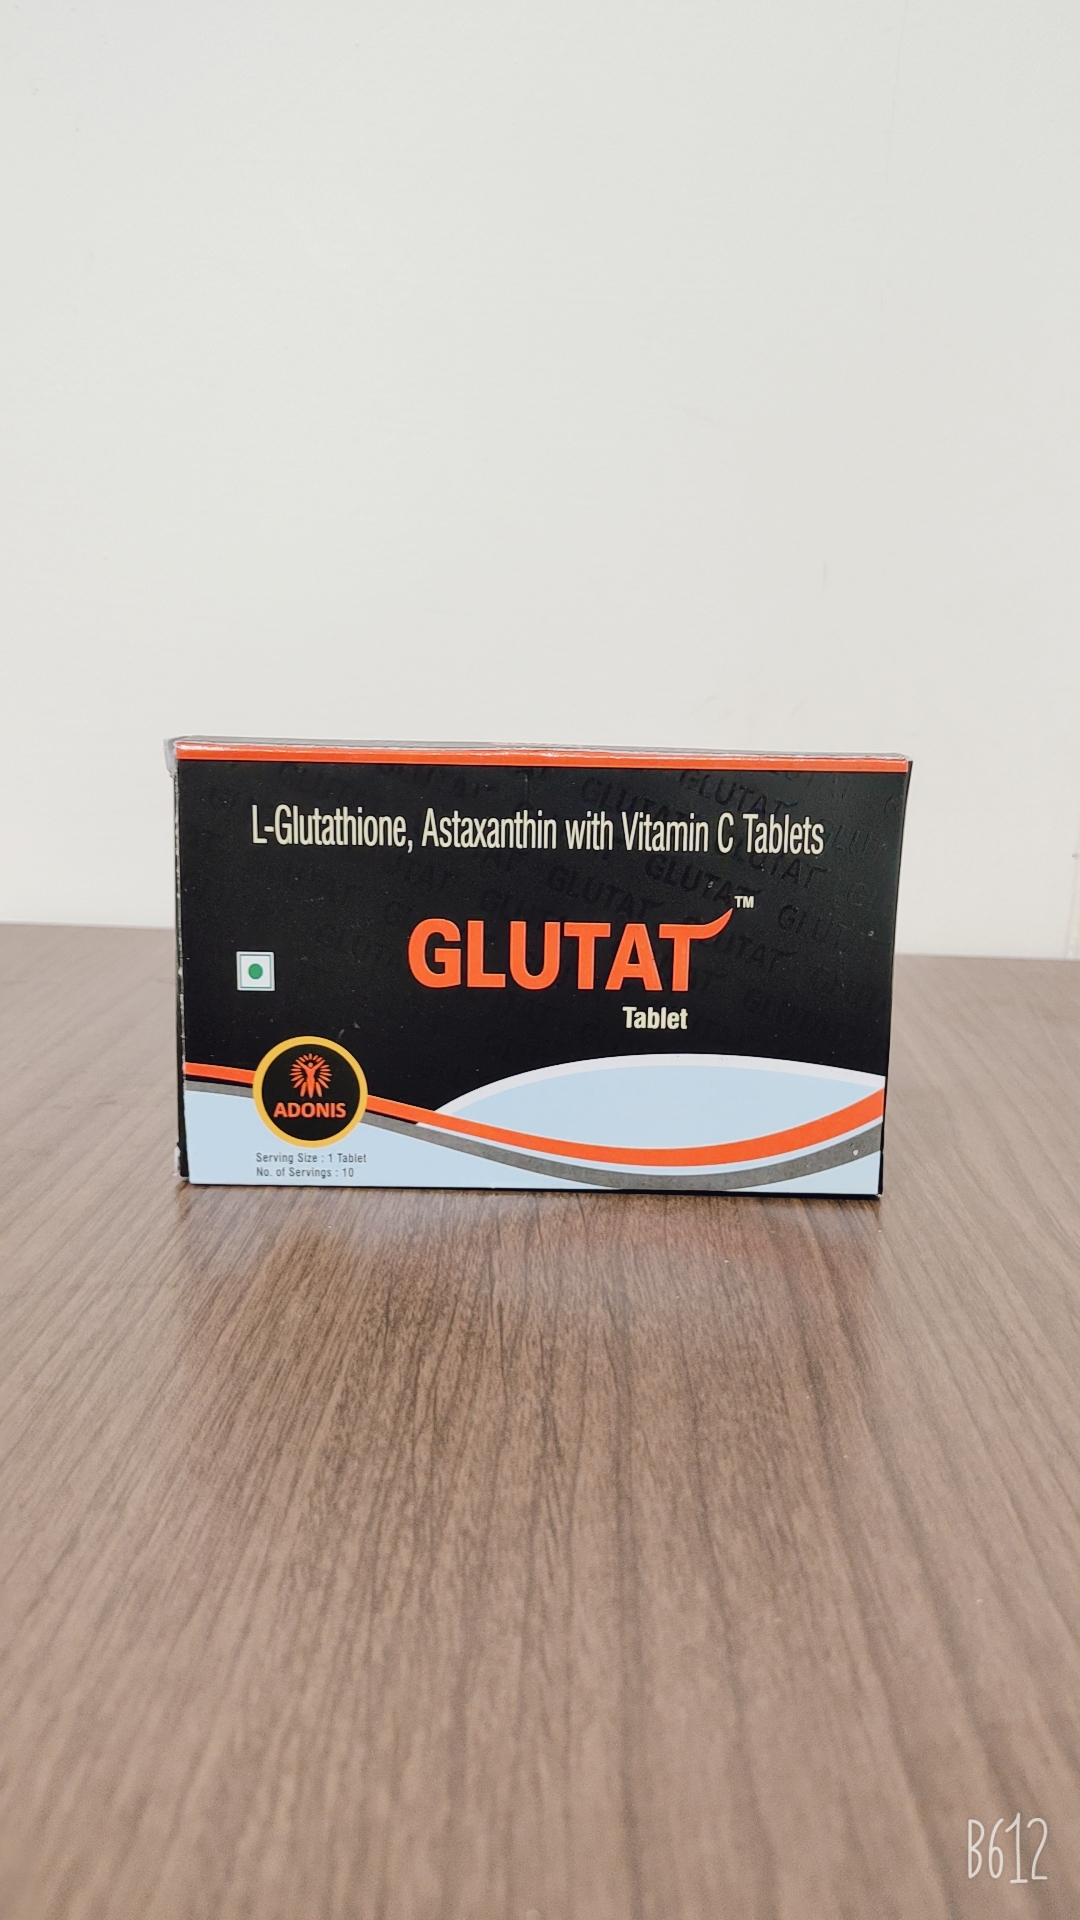 L-Glutathione, Astaxanthin with Vitamin C Tablets
GLUTAT™
Tablet
ADONIS
Serving Size : 1 Tablet
No. of Servings : 10
B612